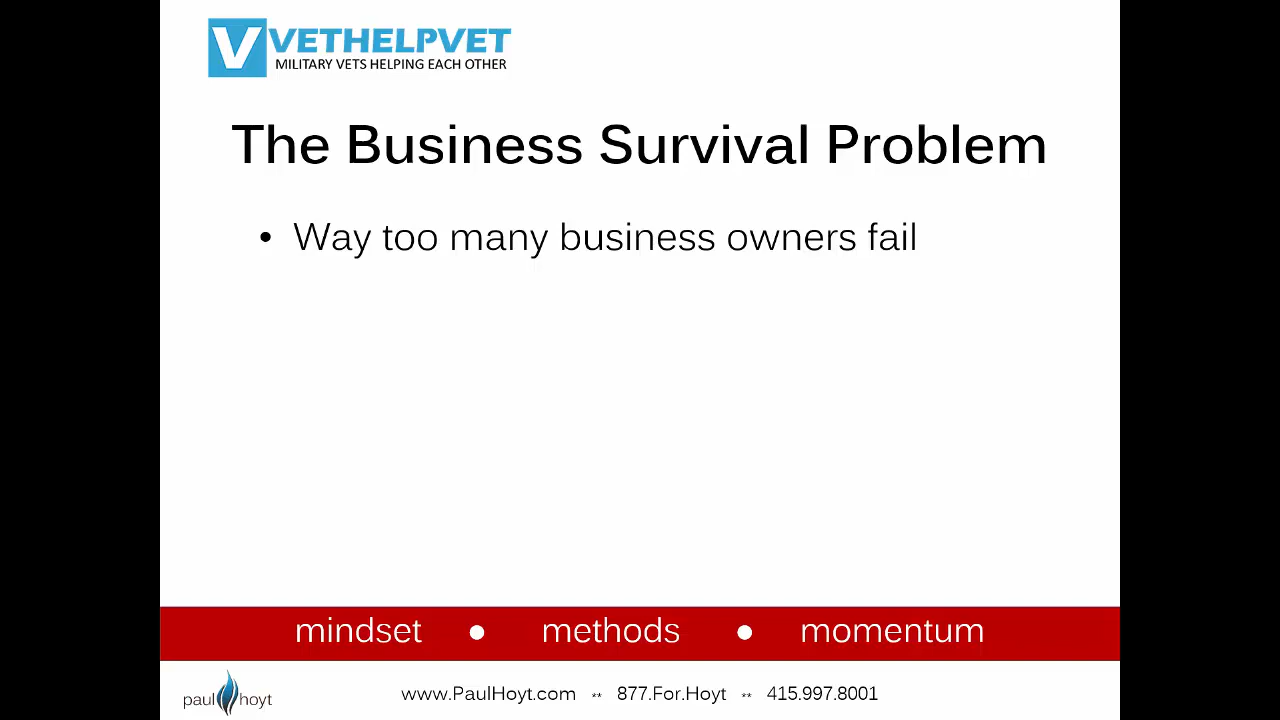 V VETHELPVET
MILITARY VETS HELPING EACH OTHER
The Business Survival Problem
• Way too many business owners fail
mindset ● methods ● momentum
paul hoyt
www.PaulHoyt.com ** 877.For.Hoyt ** 415.997.8001